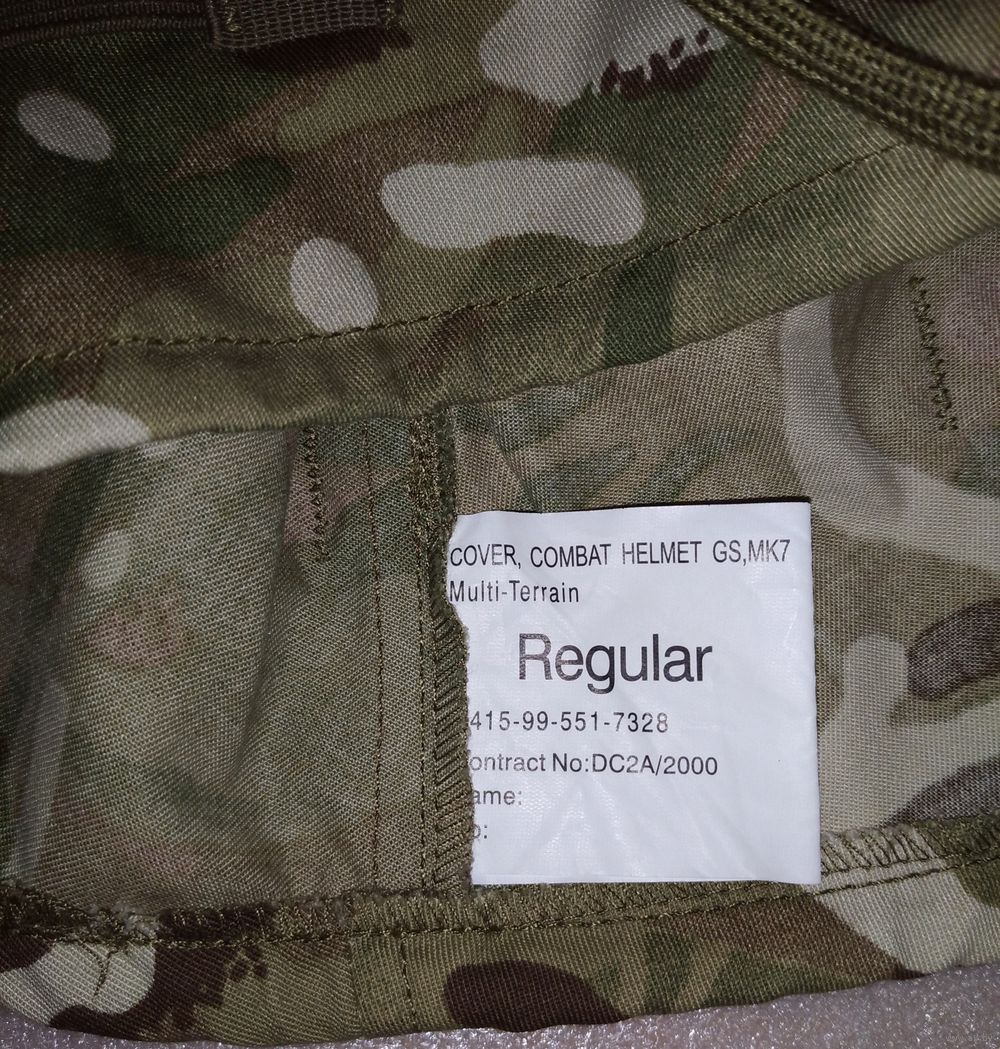 COVER, COMBAT HELMET GS,MK7
Multi-Terrain
Regular
415-99-551-7328
ontract No:DC2A/2000
ame:
o: